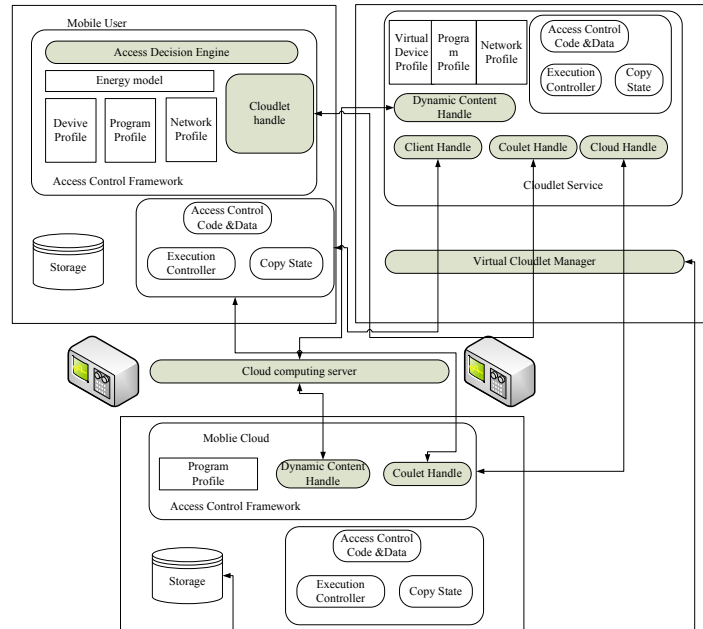 Mobile User
Access Decision Engine
Energy model
Cloudlet
handle
Devive
Profile
Program
Profile
Network
Profile
Access Control Framework
Access Control
Code &Data
Execution
Controller
Copy State
Storage
Virtual
Device
Profile
Progra
m
Profile
Network
Profile
Access Control
Code &Data
Execution
Controller
Copy
State
Dynamic Content
Handle
Client Handle
Coulet Handle
Cloud Handle
Cloudlet Service
Virtual Cloudlet Manager
Cloud computing server
Moblie Cloud
Program
Profile
Dynamic Content
Handle
Coulet Handle
Access Control Framework
Access Control
Code &Data
Execution
Controller
Copy State
Storage